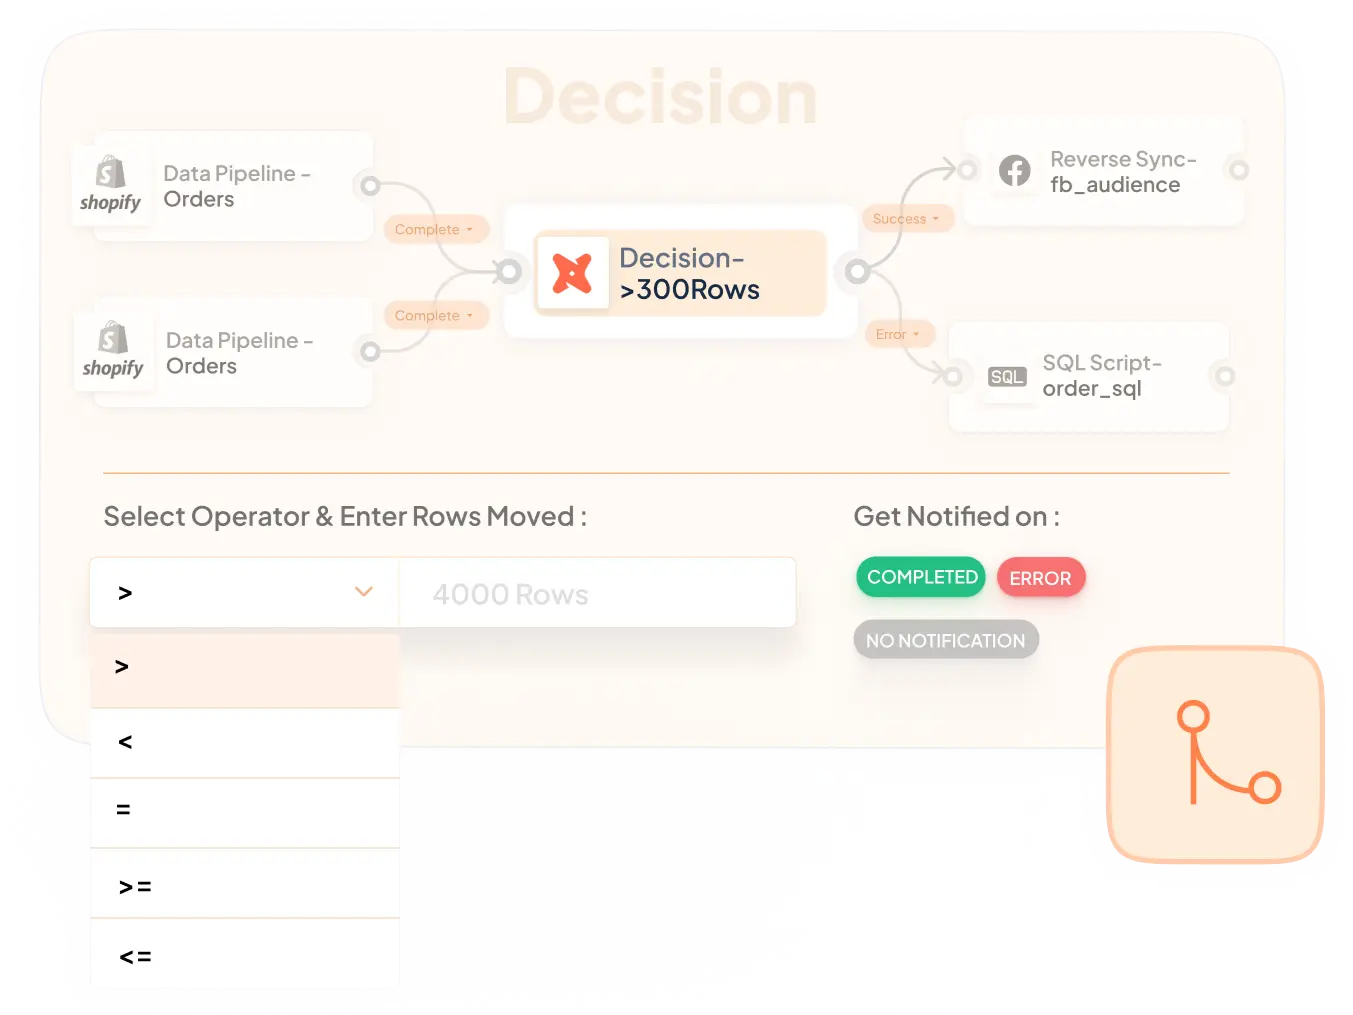 Decision
shopify
Data Pipeline -
Orders
Complete
shopify
Data Pipeline -
Orders
Complete
Decision-
>300Rows
Success
Reverse Sync-
fb_audience
Error
SQL
SQL Script-
order_sql
Select Operator & Enter Rows Moved :
>
4000 Rows
>
<
=
>=
<=
Get Notified on :
COMPLETED
ERROR
NO NOTIFICATION